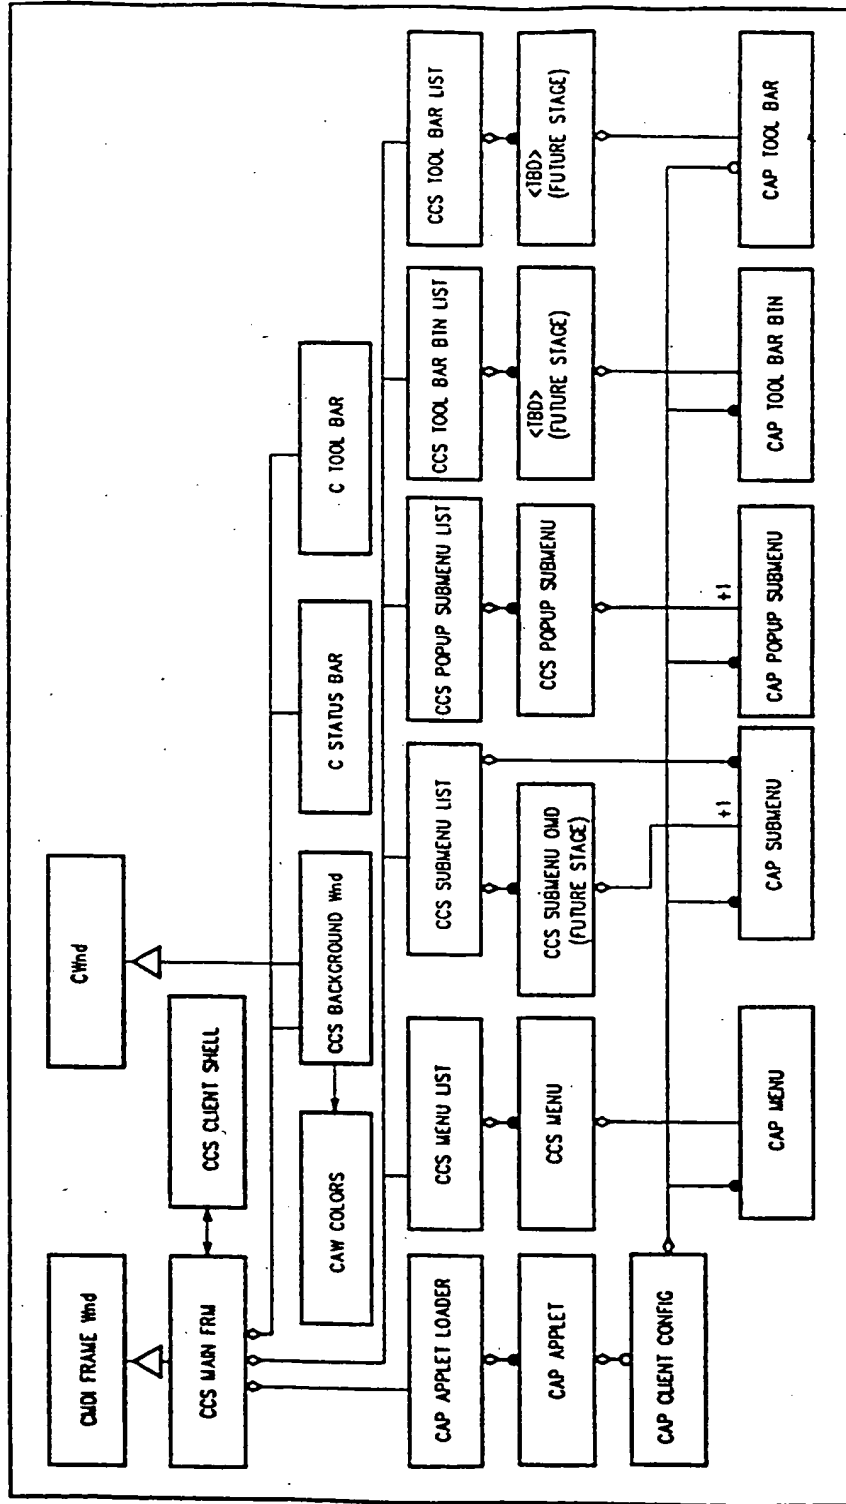 CMDI FRAME Wnd
CWnd
CCS MAIN FRM
CCS CLIENT SHELL
CAW COLORS
CCS BACKGROUND Wnd
C STATUS BAR
C TOOL BAR
CAP APPLET LOADER
CCS MENU LIST
CCS SUBMENU LIST
CCS POPUP SUBMENU LIST
CCS TOOL BAR BTN LIST
CCS TOOL BAR LIST
CAP APPLET
CCS MENU
CCS SUBMENU OMD
(FUTURE STAGE)
CCS POPUP SUBMENU
<TBD>
(FUTURE STAGE)
<TBD>
(FUTURE STAGE)
CAP CLIENT CONFIG
+1
+1
CAP MENU
CAP SUBMENU
CAP POPUP SUBMENU
CAP TOOL BAR BTN
CAP TOOL BAR